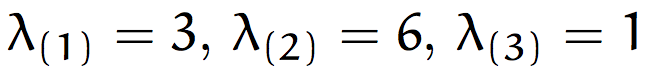 λ₍₁₎ = 3, λ₍₂₎ = 6, λ₍₃₎ = 1